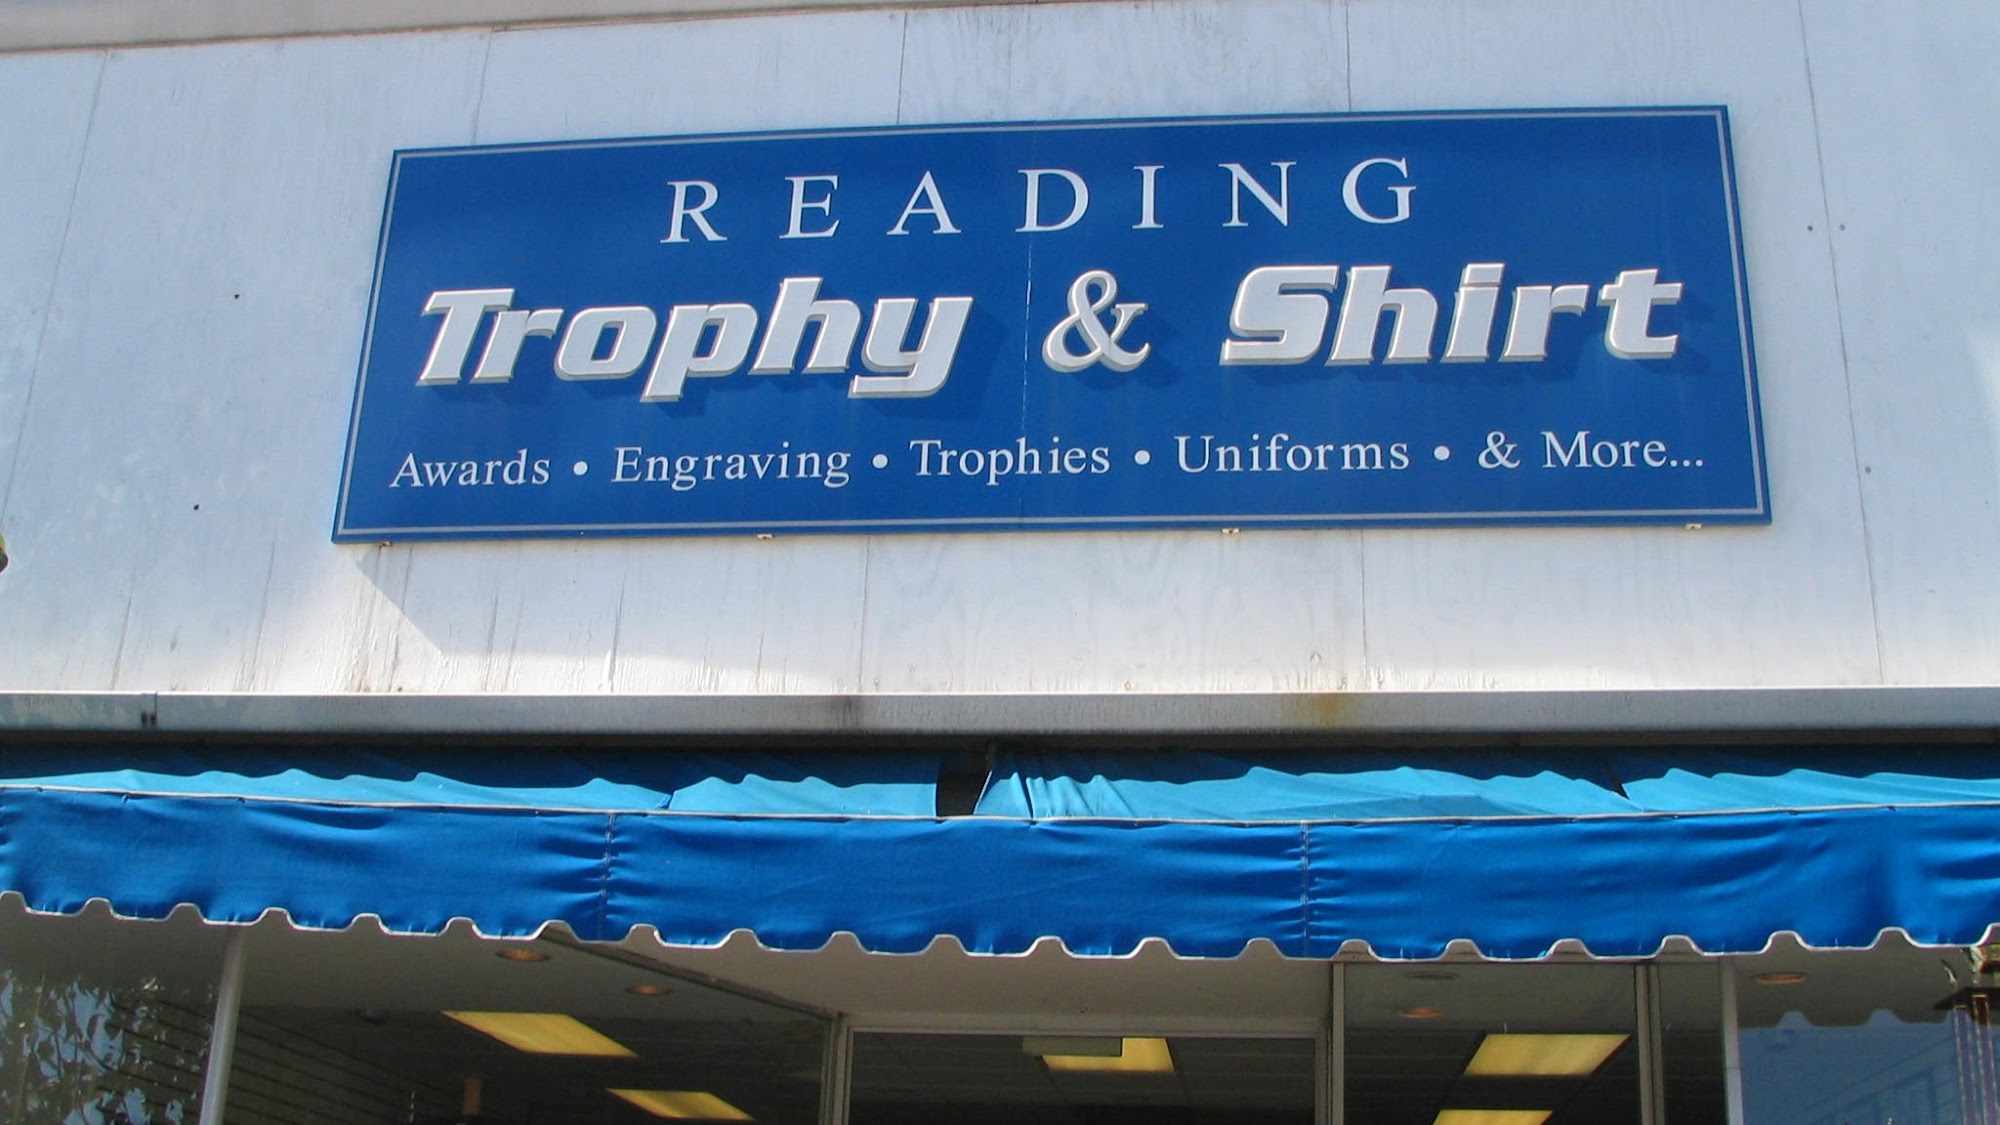 READING
Trophy & Shirt
Awards • Engraving • Trophies • Uniforms • & More...